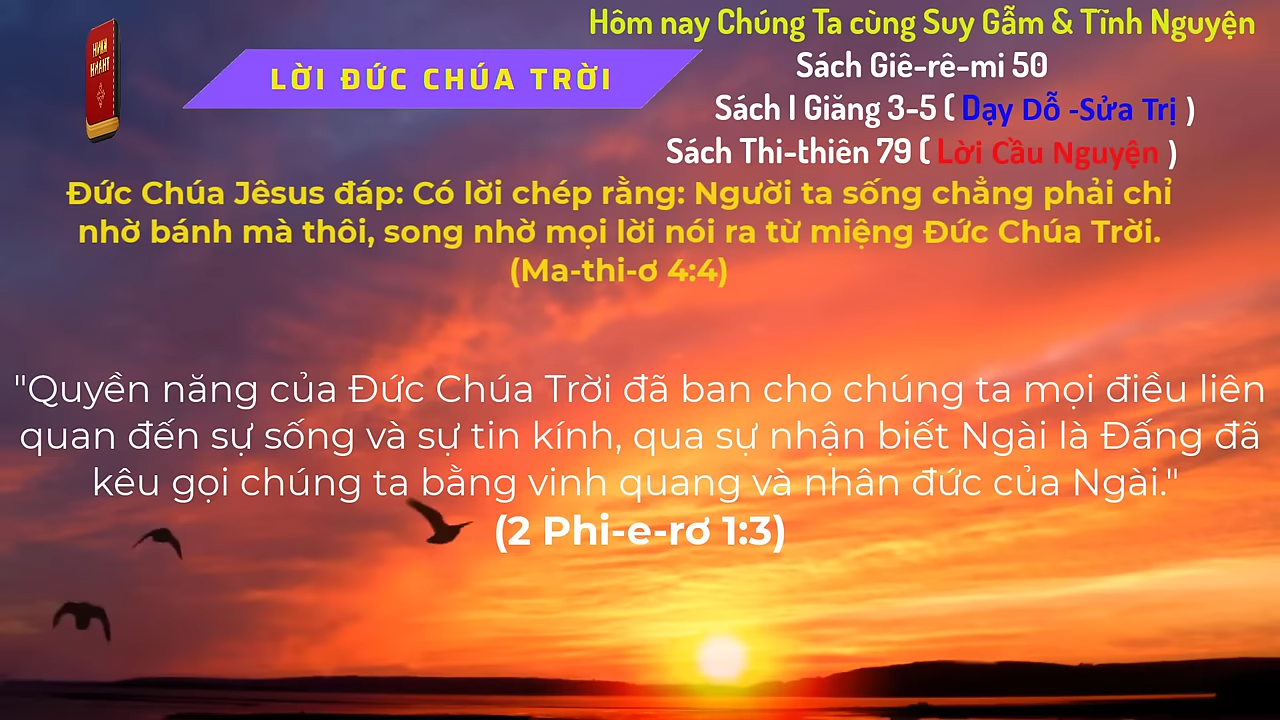 Hôm nay Chúng Ta cùng Suy Gẫm & Tĩnh Nguyện
LỜI ĐỨC CHÚA TRỜI
Sách Giê-rê-mi 50
Sách I Giăng 3-5 ( Dạy Dỗ -Sửa Trị )
Sách Thi-thiên 79 ( Lời Cầu Nguyện )
Đức Chúa Jêsus đáp: Có lời chép rằng: Người ta sống chẳng phải chỉ
nhờ bánh mà thôi, song nhờ mọi lời nói ra từ miệng Đức Chúa Trời.
(Ma-thi-ơ 4:4)
"Quyền năng của Đức Chúa Trời đã ban cho chúng ta mọi điều liên
quan đến sự sống và sự tin kính, qua sự nhận biết Ngài là Đấng đã
kêu gọi chúng ta bằng vinh quang và nhân đức của Ngài."
(2 Phi-e-rơ 1:3)